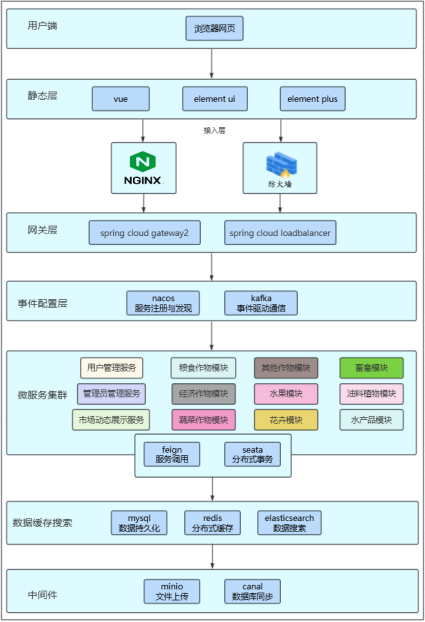 用户端
浏览器网页
静态层
vue
element ui
element plus
接入层
NGINX
防火墙
网关层
spring cloud gateway2
spring cloud loadbalancer
事件配置层
nacos
服务注册与发现
kafka
事件驱动通信
微服务集群
用户管理服务
粮食作物模块
其他作物模块
畜禽模块
管理员管理服务
经济作物模块
水果模块
油料植物模块
市场动态展示服务
蔬菜作物模块
花卉模块
水产品模块
feign
服务调用
seata
分布式事务
数据缓存搜索
mysql
数据持久化
redis
分布式缓存
elasticsearch
数据搜索
中间件
minio
文件上传
canal
数据库同步